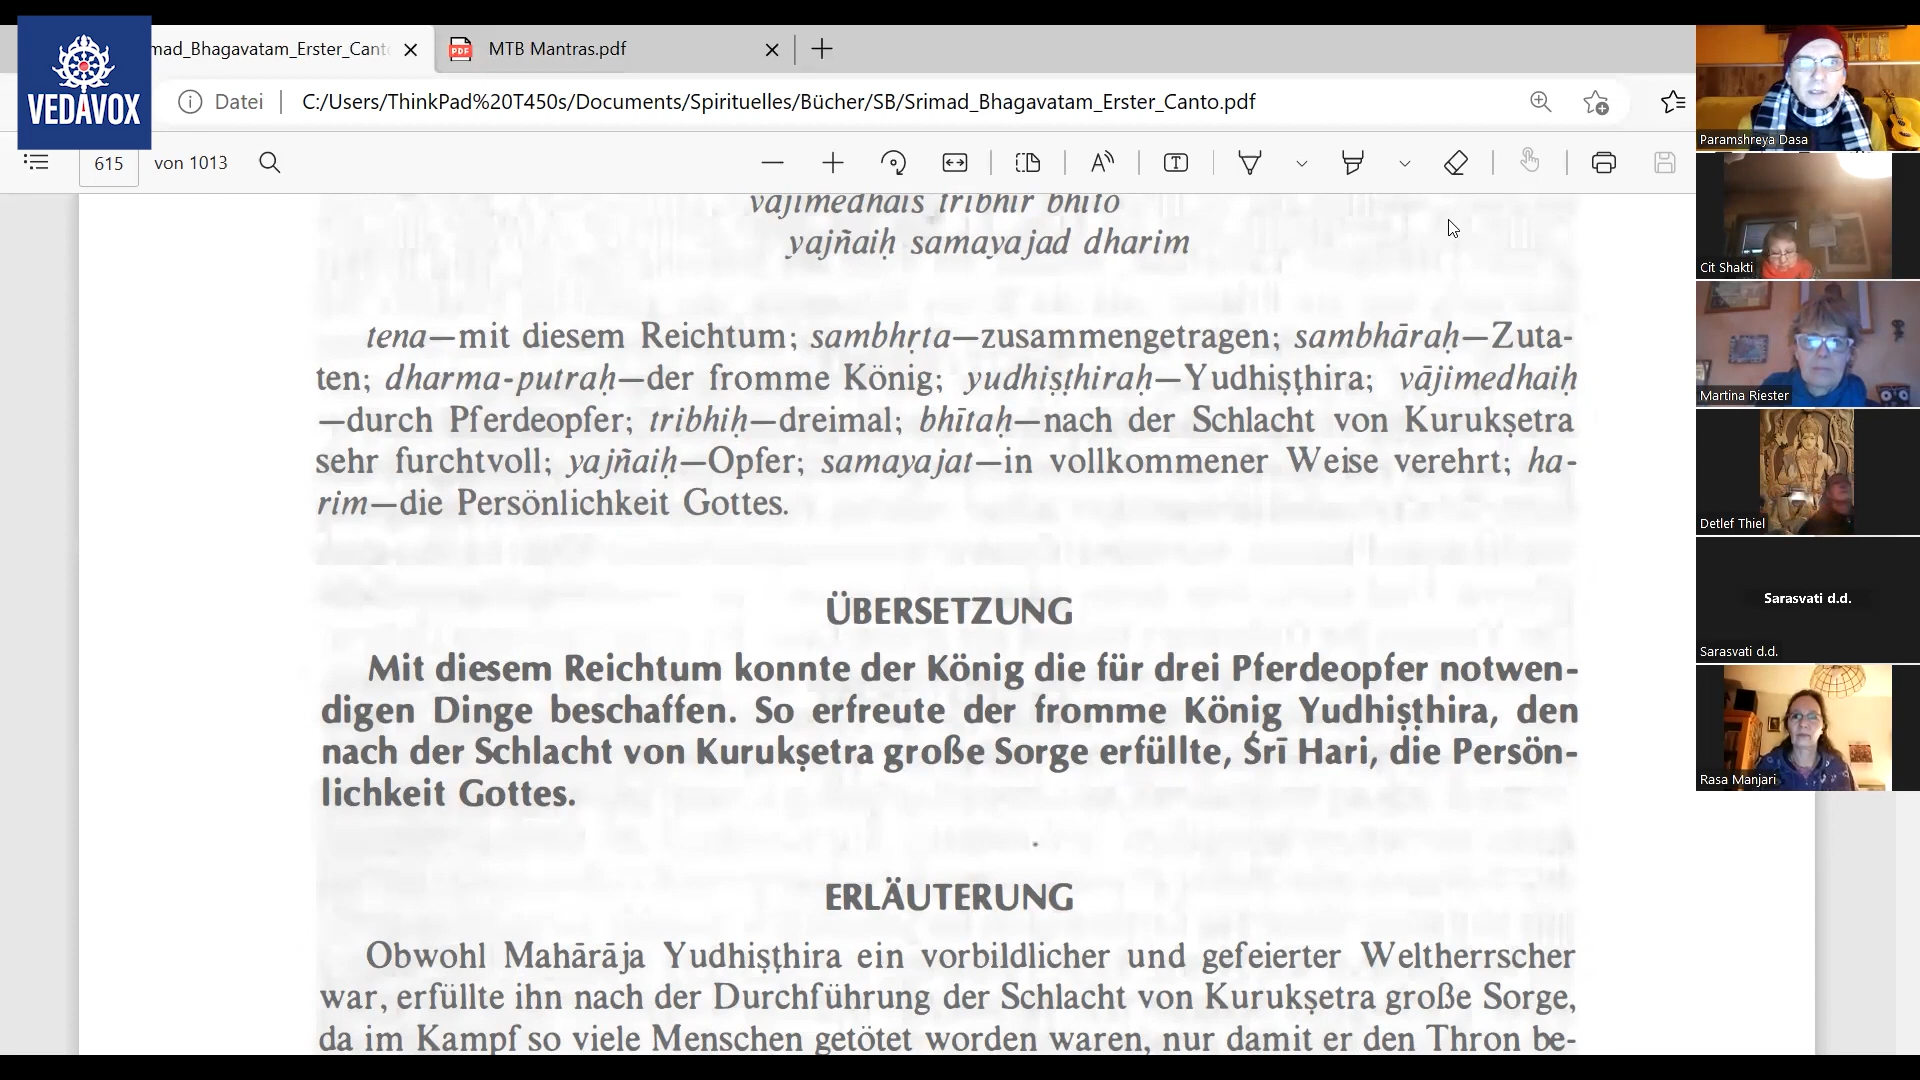 mad_Bhagavatam_Erster_Cant
MTB Mantras.pdf
VEDAVOX
Datei
C:/Users/ThinkPad%20T450s/Documents/Spirituelles/Bücher/SB/Srimad_Bhagavatam_Erster_Canto.pdf
615 von 1013
vājimedhais tribhir bhīto
yajñaiḥ samayajad dharim
tena—mit diesem Reichtum; sambhṛta—zusammengetragen; sambhāraḥ—Zuta-
ten; dharma-putraḥ—der fromme König; yudhiṣṭhiraḥ—Yudhiṣṭhira; vājimedhaiḥ
—durch Pferdeopfer; tribhiḥ—dreimal; bhītaḥ—nach der Schlacht von Kurukṣetra
sehr furchtvoll; yajñaiḥ—Opfer; samayajat—in vollkommener Weise verehrt; ha-
rim—die Persönlichkeit Gottes.
ÜBERSETZUNG
Mit diesem Reichtum konnte der König die für drei Pferdeopfer notwen-
digen Dinge beschaffen. So erfreute der fromme König Yudhiṣṭhira, den
nach der Schlacht von Kurukṣetra große Sorge erfüllte, Śrī Hari, die Persön-
lichkeit Gottes.
ERLÄUTERUNG
Obwohl Mahārāja Yudhiṣṭhira ein vorbildlicher und gefeierter Weltherrscher
war, erfüllte ihn nach der Durchführung der Schlacht von Kurukṣetra große Sorge,
da im Kampf so viele Menschen getötet worden waren, nur damit er den Thron be-
Paramshreya Dasa
Cit Shakti
Martina Riester
Detlef Thiel
Sarasvati d.d.
Sarasvati d.d.
Rasa Manjari